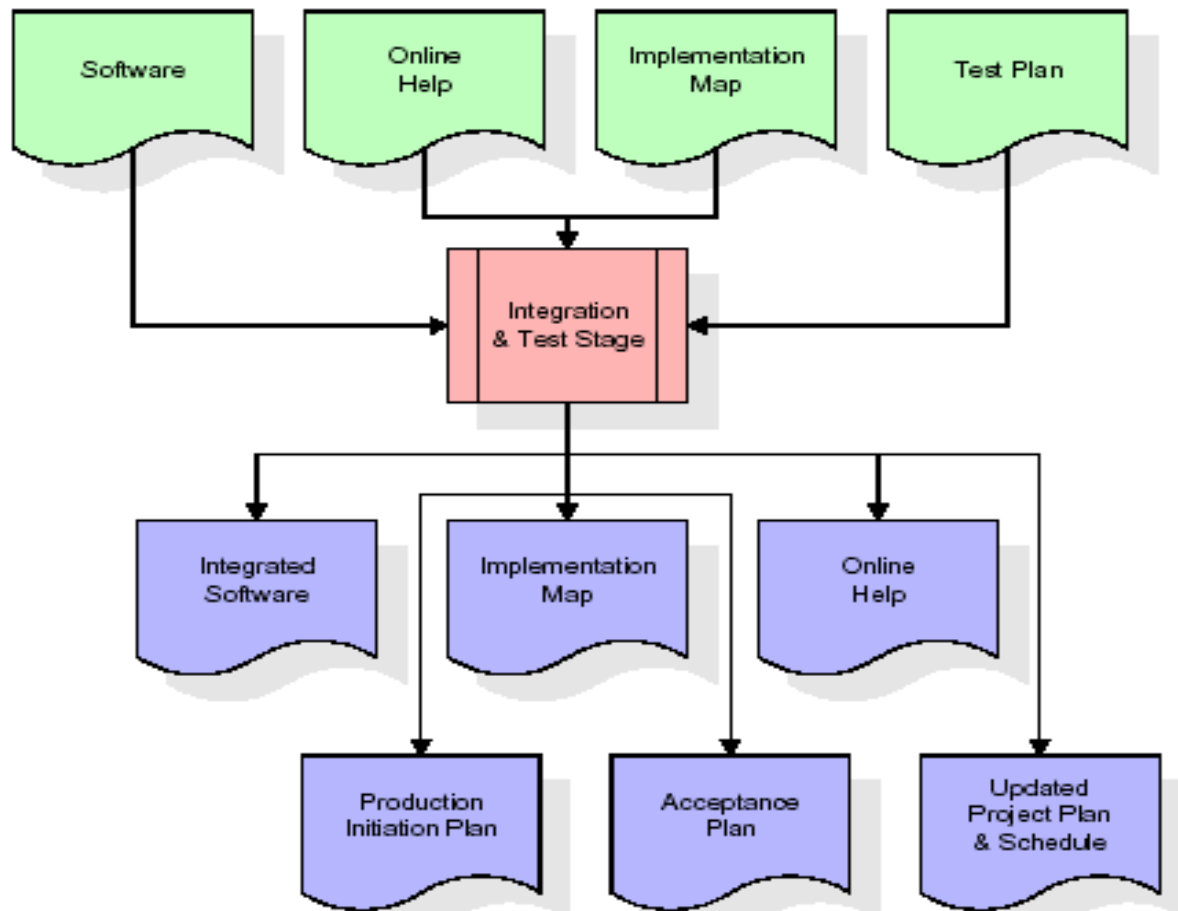 Software
Online
Help
Implementation
Map
Test Plan
Integration
& Test Stage
Integrated
Software
Implementation
Map
Online
Help
Production
Initiation Plan
Acceptance
Plan
Updated
Project Plan
& Schedule